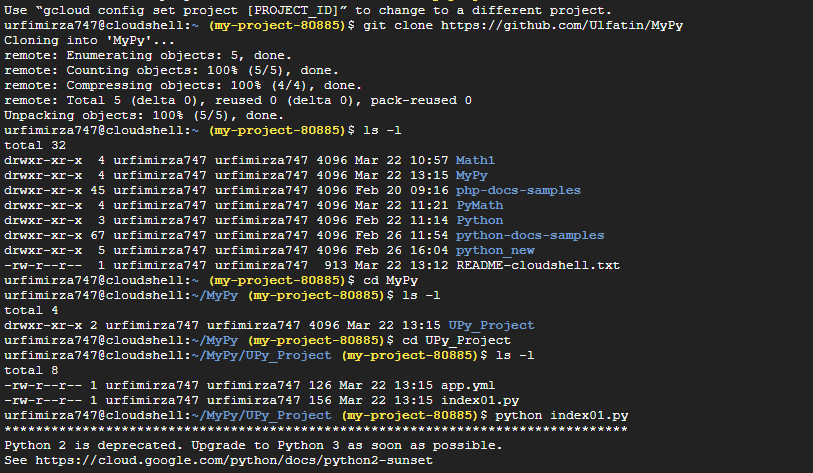 Use “gcloud config set project [PROJECT_ID]” to change to a different project.
urfimirza747@cloudshell:~ (my-project-80885)$ git clone https://github.com/Ulfatin/MyPy
Cloning into 'MyPy'...
remote: Enumerating objects: 5, done.
remote: Counting objects: 100% (5/5), done.
remote: Compressing objects: 100% (4/4), done.
remote: Total 5 (delta 0), reused 0 (delta 0), pack-reused 0
Unpacking objects: 100% (5/5), done.
urfimirza747@cloudshell:~ (my-project-80885)$ ls -l
total 32
drwxr-xr-x  4 urfimirza747 urfimirza747 4096 Mar 22 10:57 Math1
drwxr-xr-x  4 urfimirza747 urfimirza747 4096 Mar 22 13:15 MyPy
drwxr-xr-x 45 urfimirza747 urfimirza747 4096 Feb 20 09:16 php-docs-samples
drwxr-xr-x  4 urfimirza747 urfimirza747 4096 Mar 22 11:21 PyMath
drwxr-xr-x  3 urfimirza747 urfimirza747 4096 Feb 22 11:14 Python
drwxr-xr-x 67 urfimirza747 urfimirza747 4096 Feb 26 11:54 python-docs-samples
drwxr-xr-x  5 urfimirza747 urfimirza747 4096 Feb 26 16:04 python_new
-rw-r--r--  1 urfimirza747 urfimirza747  913 Mar 22 13:12 README-cloudshell.txt
urfimirza747@cloudshell:~ (my-project-80885)$ cd MyPy
urfimirza747@cloudshell:~/MyPy (my-project-80885)$ ls -l
total 4
drwxr-xr-x 2 urfimirza747 urfimirza747 4096 Mar 22 13:15 UPy_Project
urfimirza747@cloudshell:~/MyPy (my-project-80885)$ cd UPy_Project
urfimirza747@cloudshell:~/MyPy/UPy_Project (my-project-80885)$ ls -l
total 8
-rw-r--r-- 1 urfimirza747 urfimirza747 126 Mar 22 13:15 app.yml
-rw-r--r-- 1 urfimirza747 urfimirza747 156 Mar 22 13:15 index01.py
urfimirza747@cloudshell:~/MyPy/UPy_Project (my-project-80885)$ python index01.py
********************************************************************************
Python 2 is deprecated. Upgrade to Python 3 as soon as possible.
See https://cloud.google.com/python/docs/python2-sunset